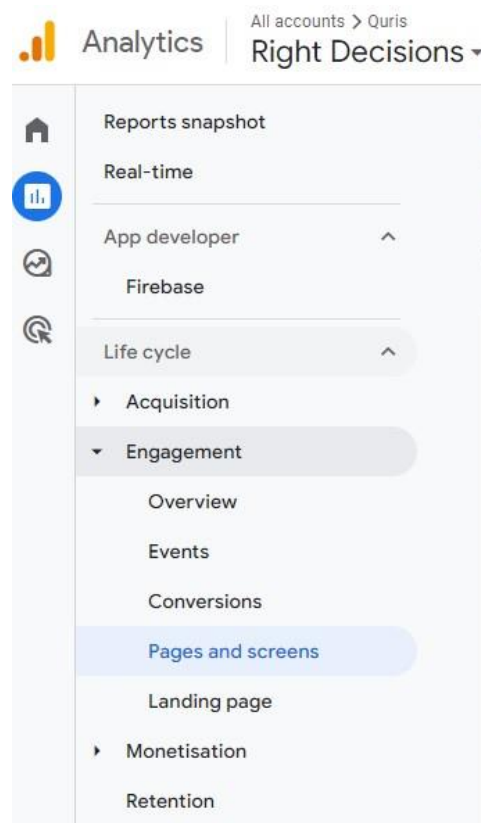 Analytics
All accounts > Quris
Right Decisions
Reports snapshot
Real-time
App developer
Firebase
Life cycle
Acquisition
Engagement
Overview
Events
Conversions
Pages and screens
Landing page
Monetisation
Retention